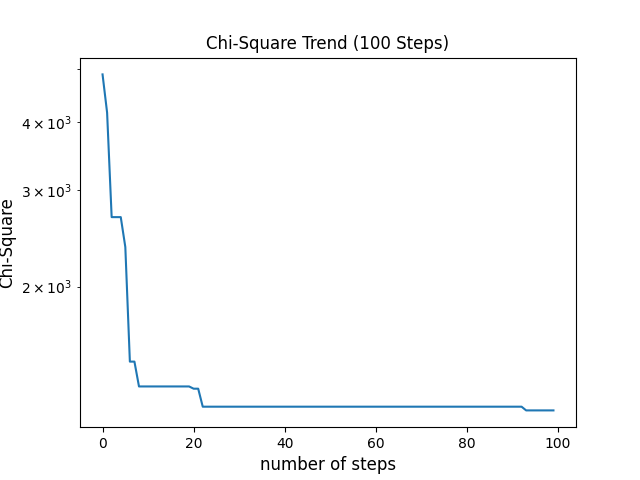 Chi-Square Trend (100 Steps)
Chi-Square
4 × 10³
3 × 10³
2 × 10³
0 20 40 60 80 100
number of steps